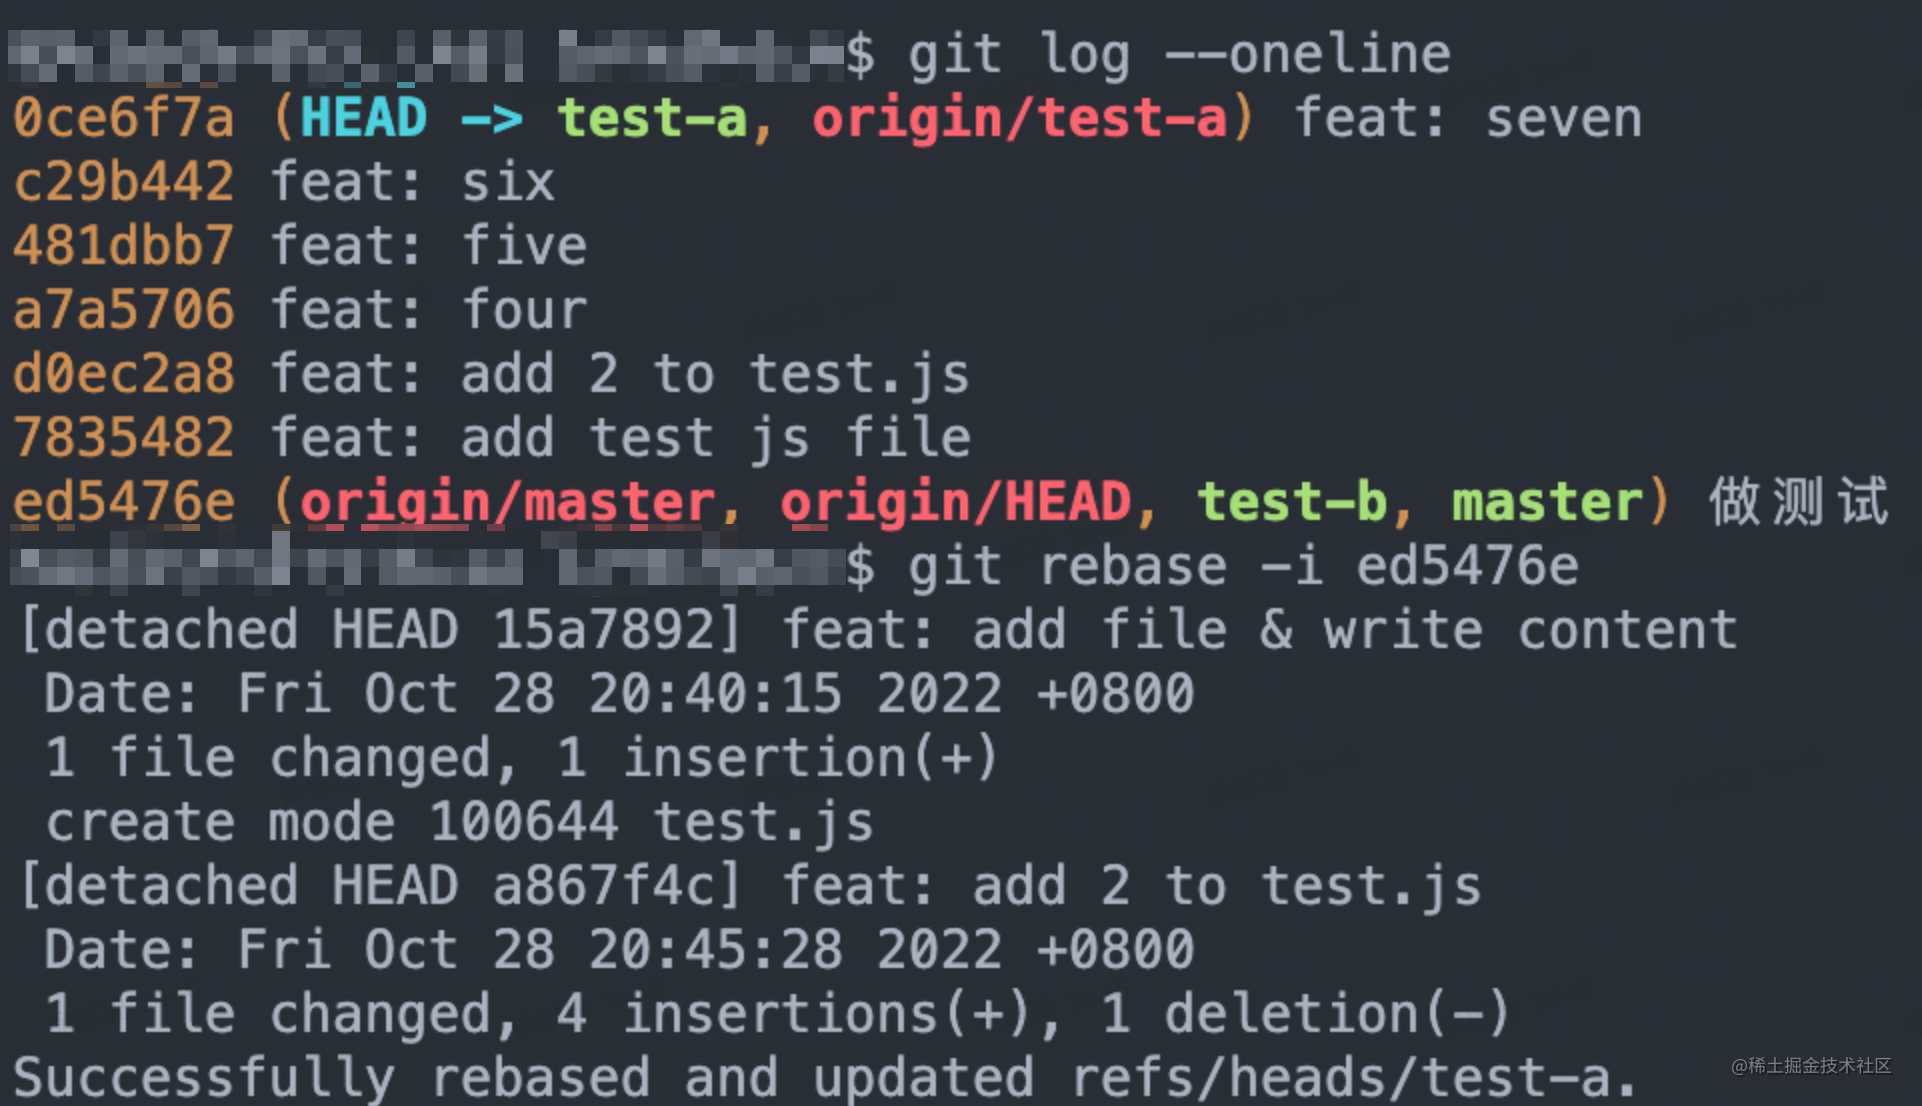 $ git log --oneline
0ce6f7a (HEAD -> test-a, origin/test-a) feat: seven
c29b442 feat: six
481dbb7 feat: five
a7a5706 feat: four
d0ec2a8 feat: add 2 to test.js
7835482 feat: add test js file
ed5476e (origin/master, origin/HEAD, test-b, master) 做测试
$ git rebase -i ed5476e
[detached HEAD 15a7892] feat: add file & write content
 Date: Fri Oct 28 20:40:15 2022 +0800
 1 file changed, 1 insertion(+)
 create mode 100644 test.js
[detached HEAD a867f4c] feat: add 2 to test.js
 Date: Fri Oct 28 20:45:28 2022 +0800
 1 file changed, 4 insertions(+), 1 deletion(-)
Successfully rebased and updated refs/heads/test-a.
@稀土掘金技术社区